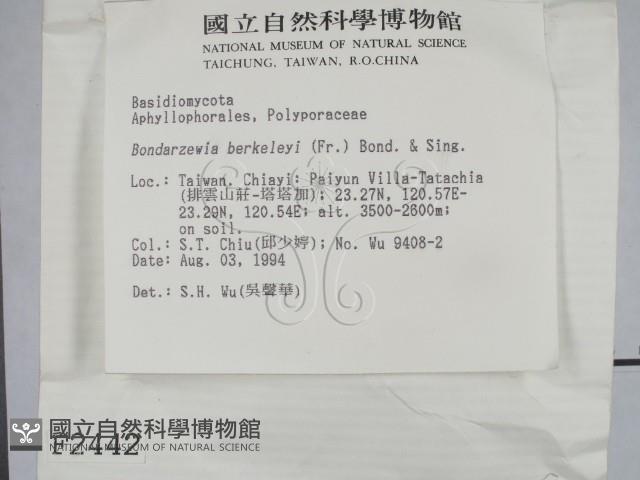 國立自然科學博物館
NATIONAL MUSEUM OF NATURAL SCIENCE
TAICHUNG, TAIWAN, R.O.CHINA
Basidiomycota
Aphyllophorales, Polyporaceae
Bondarzewia berkeleyi (Fr.) Bond. & Sing.
Loc.: Taiwan. Chiayi: Paiyun Villa-Tatachia
(排雲山莊-塔塔加); 23.27N, 120.57E-
23.29N, 120.54E; alt. 3500-2600m;
on soil.
Col.: S.T. Chiu(邱少婷); No. Wu 9408-2
Date: Aug. 03, 1994
Det.: S.H. Wu(吳聲華)
國立自然科學博物館
NATIONAL MUSEUM OF NATURAL SCIENCE
F2442